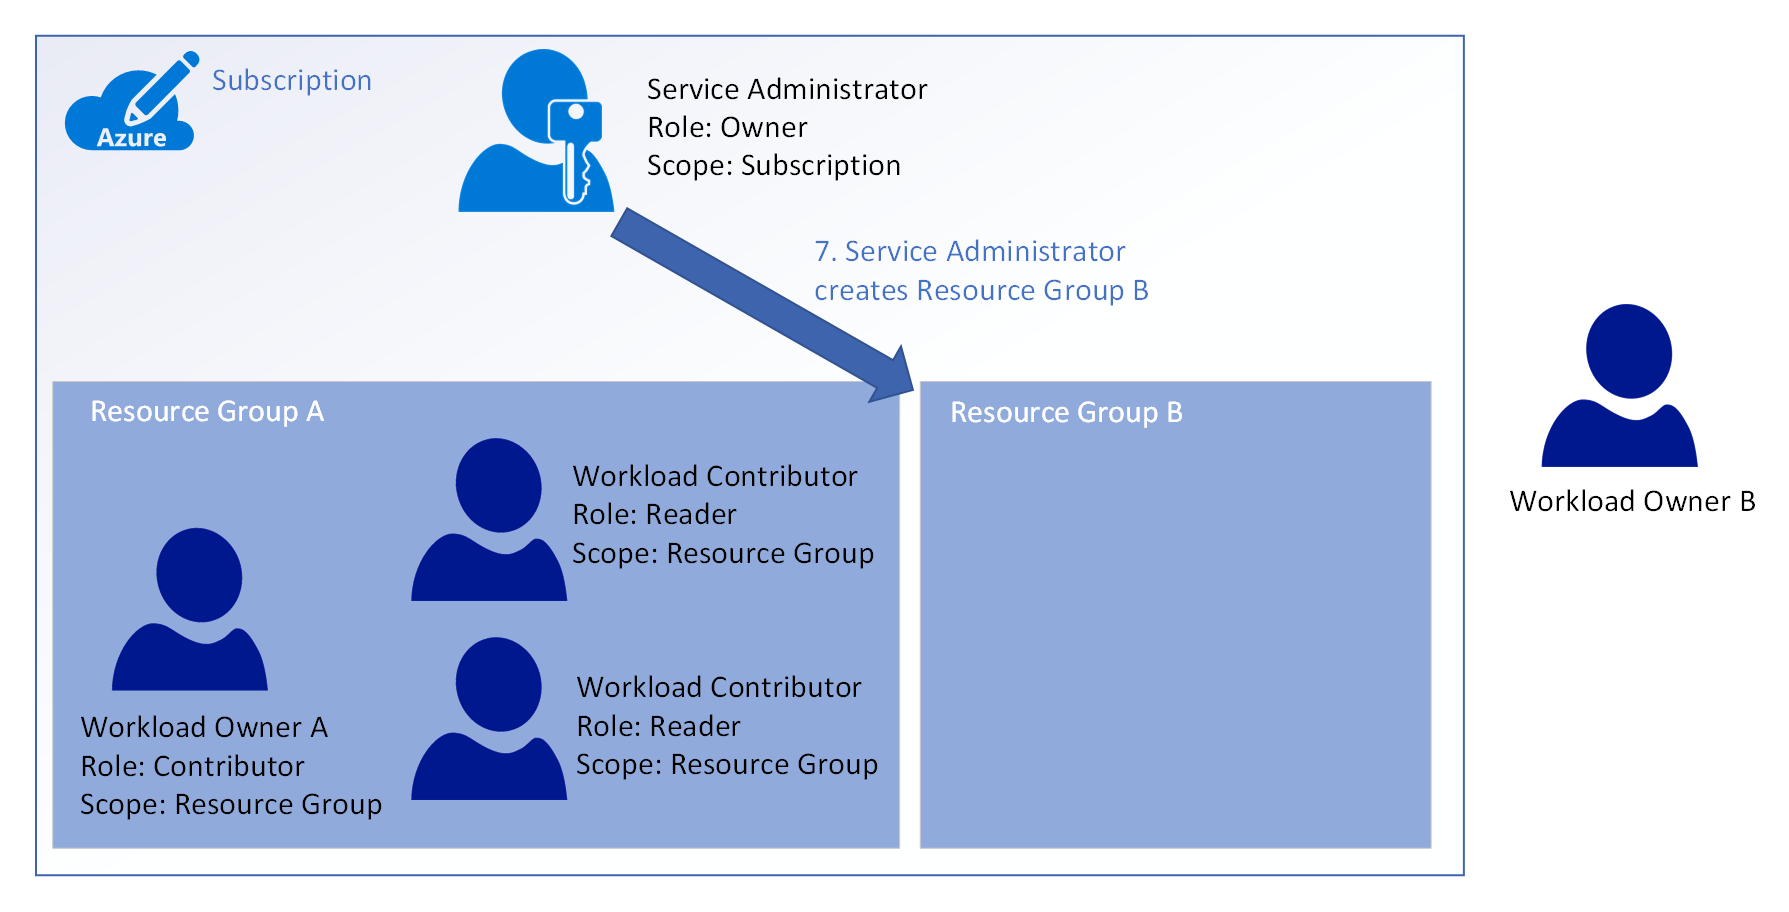 Azure
Subscription
Service Administrator
Role: Owner
Scope: Subscription
7. Service Administrator
creates Resource Group B
Resource Group A
Workload Contributor
Role: Reader
Scope: Resource Group
Workload Owner A
Role: Contributor
Scope: Resource Group
Workload Contributor
Role: Reader
Scope: Resource Group
Resource Group B
Workload Owner B